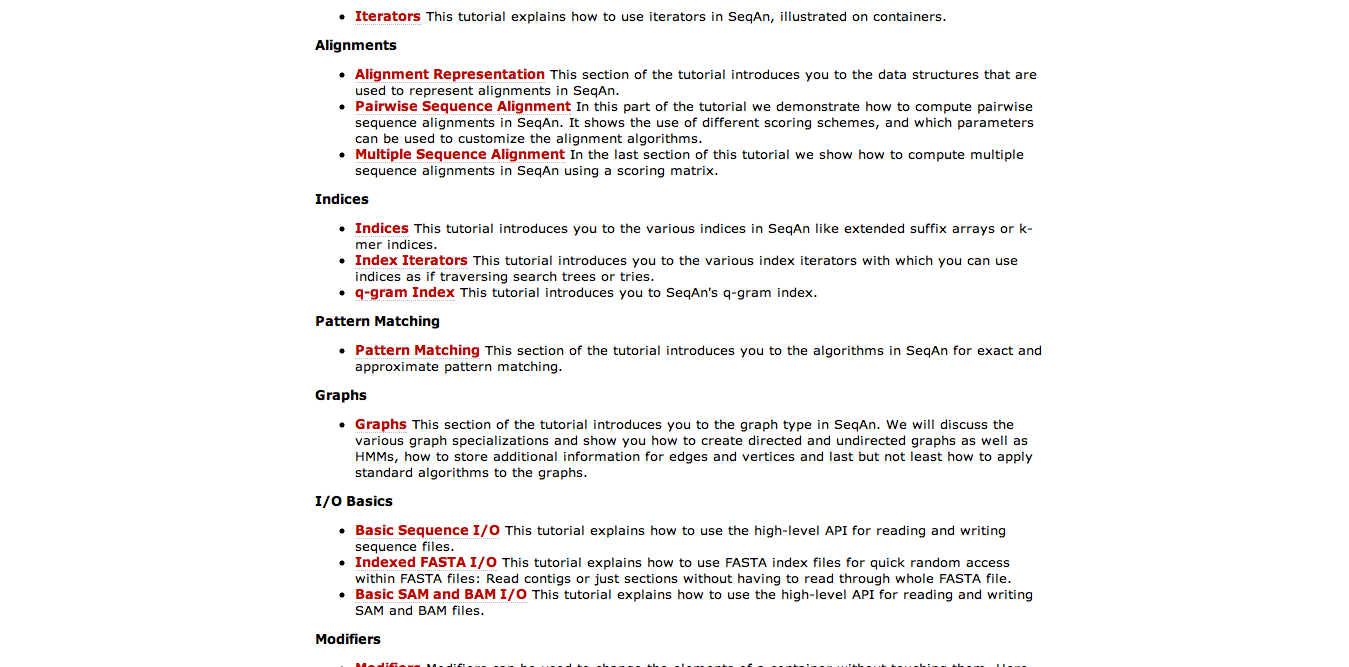 • Iterators This tutorial explains how to use iterators in SeqAn, illustrated on containers.
Alignments
• Alignment Representation This section of the tutorial introduces you to the data structures that are
used to represent alignments in SeqAn.
• Pairwise Sequence Alignment In this part of the tutorial we demonstrate how to compute pairwise
sequence alignments in SeqAn. It shows the use of different scoring schemes, and which parameters
can be used to customize the alignment algorithms.
• Multiple Sequence Alignment In the last section of this tutorial we show how to compute multiple
sequence alignments in SeqAn using a scoring matrix.
Indices
• Indices This tutorial introduces you to the various indices in SeqAn like extended suffix arrays or k-
mer indices.
• Index Iterators This tutorial introduces you to the various index iterators with which you can use
indices as if traversing search trees or tries.
• q-gram Index This tutorial introduces you to SeqAn's q-gram index.
Pattern Matching
• Pattern Matching This section of the tutorial introduces you to the algorithms in SeqAn for exact and
approximate pattern matching.
Graphs
• Graphs This section of the tutorial introduces you to the graph type in SeqAn. We will discuss the
various graph specializations and show you how to create directed and undirected graphs as well as
HMMs, how to store additional information for edges and vertices and last but not least how to apply
standard algorithms to the graphs.
I/O Basics
• Basic Sequence I/O This tutorial explains how to use the high-level API for reading and writing
sequence files.
• Indexed FASTA I/O This tutorial explains how to use FASTA index files for quick random access
within FASTA files: Read contigs or just sections without having to read through whole FASTA file.
• Basic SAM and BAM I/O This tutorial explains how to use the high-level API for reading and writing
SAM and BAM files.
Modifiers
• Modifiers Modifiers can be used to change the elements of a container without touching them. Here